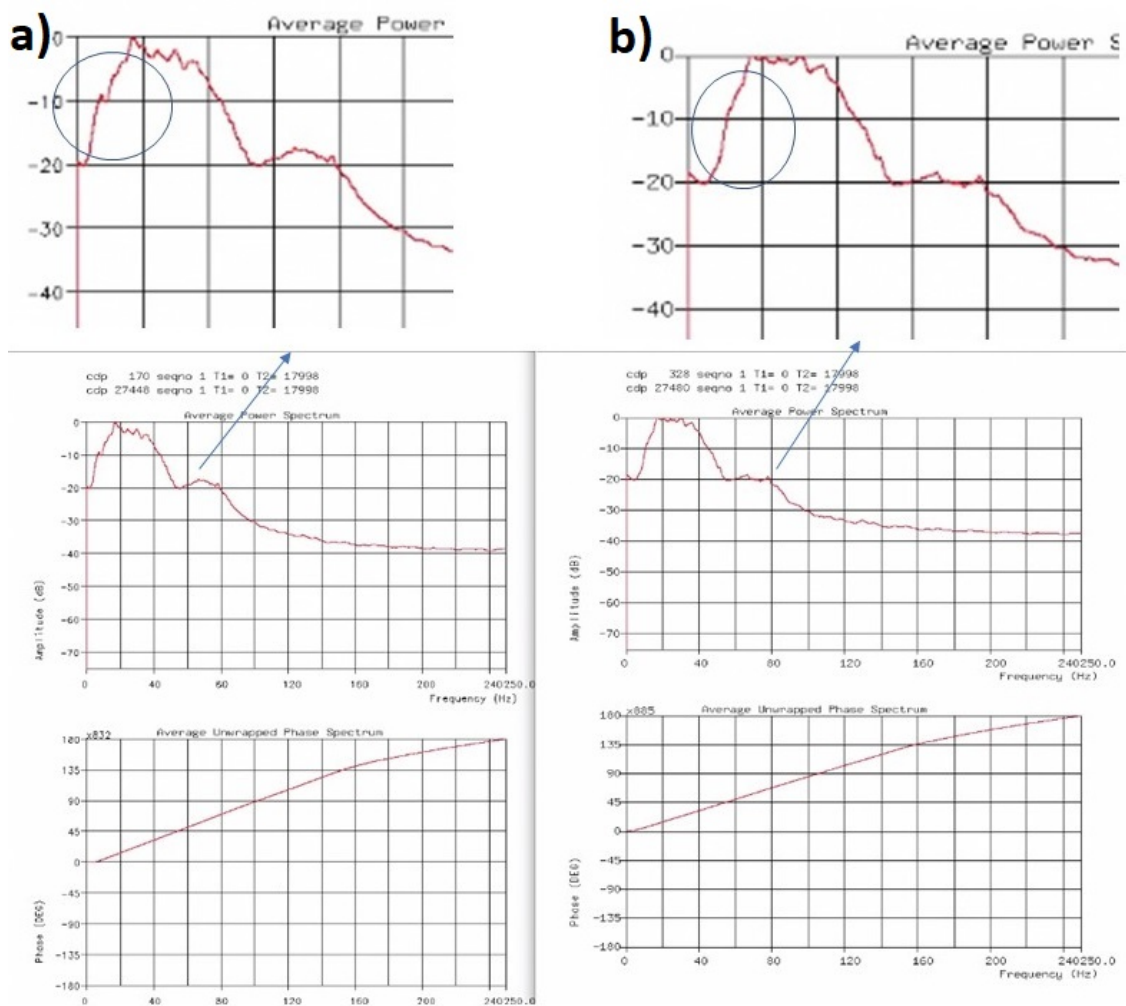 a)
Average Power
0
-10
-20
-30
-40
b)
Average Power S
0
-10
-20
-30
-40
cdp 170 seqno 1 T1= 0 T2= 17998
cdp 27448 seqno 1 T1= 0 T2= 17998
Average Power Spectrum
0
-10
-20
-30
-40
-50
-60
-70
Amplitude (dB)
0 40 80 120 160 200 240250.0
Frequency (Hz)
x832
Average Unwrapped Phase Spectrum
180
135
90
45
0
-45
-90
-135
-180
Phase (DEG)
0 40 80 120 160 200 240250.0
Frequency (Hz)
cdp 328 seqno 1 T1= 0 T2= 17998
cdp 27480 seqno 1 T1= 0 T2= 17998
Average Power Spectrum
0
-10
-20
-30
-40
-50
-60
-70
Amplitude (dB)
0 40 80 120 160 200 240250.0
Frequency (Hz)
x885
Average Unwrapped Phase Spectrum
180
135
90
45
0
-45
-90
-135
-180
Phase (DEG)
0 40 80 120 160 200 240250.0
Frequency (Hz)